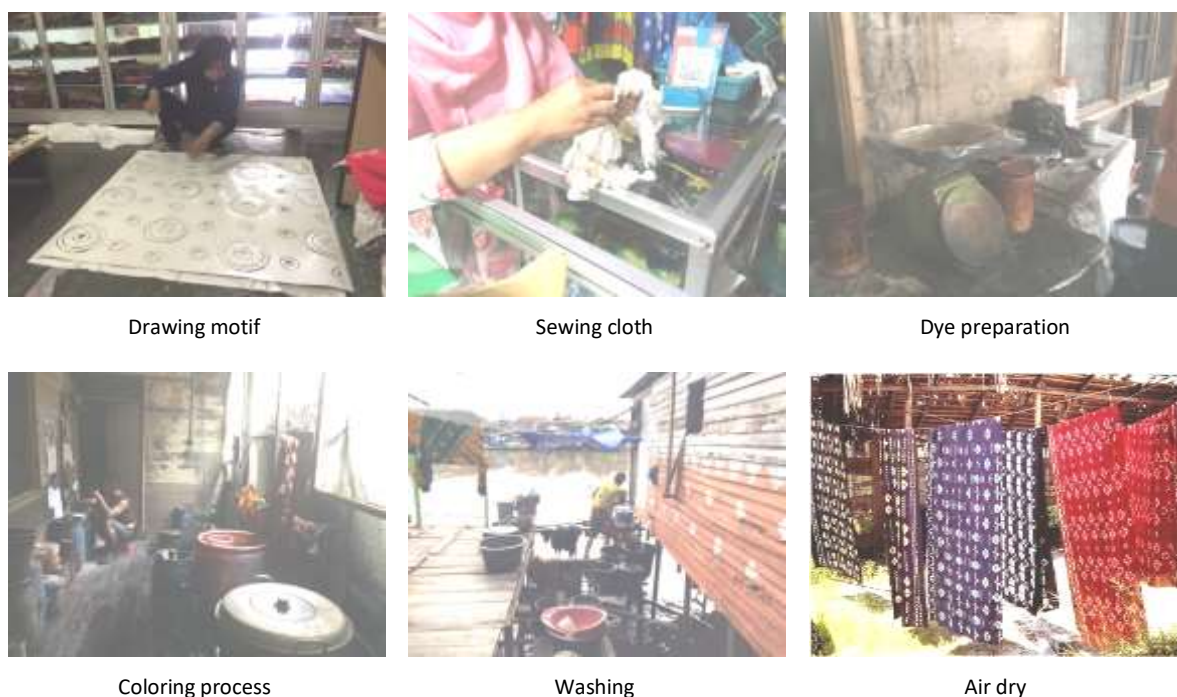 Drawing motif
Sewing cloth
Dye preparation
Coloring process
Washing
Air dry